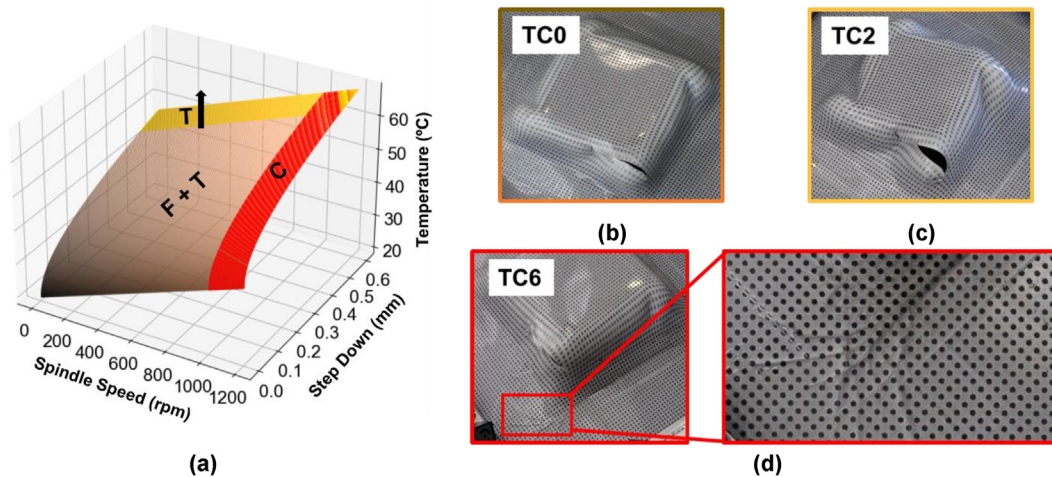 T
F + T
C
60
50
40
30
20
Temperature (ºC)
0
200
400
600
800
1000
1200
Spindle Speed (rpm)
0.0
0.1
0.2
0.3
0.4
0.5
0.6
Step Down (mm)
(a)
TC0
(b)
TC2
(c)
TC6
(d)